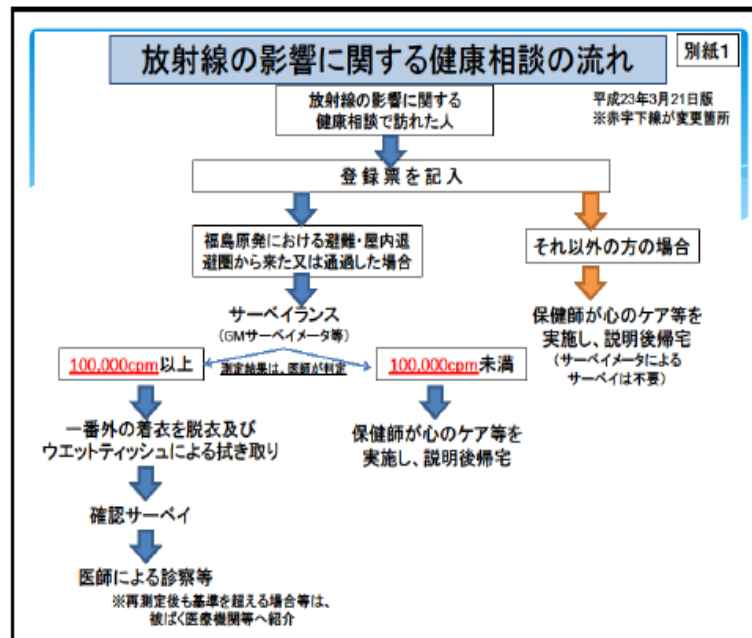 放射線の影響に関する健康相談の流れ
別紙1
平成23年3月21日版
※赤字下線が変更箇所
放射線の影響に関する
健康相談で訪れた人
登録票を記入
福島原発における避難・屋内退
避圏から来た又は通過した場合
それ以外の方の場合
サーベイランス
(GMサーベイメータ等)
保健師が心のケア等を
実施し、説明後帰宅
(サーベイメータによる
サーベイは不要)
100,000cpm以上
測定結果は、医師が判定
100,000cpm未満
一番外の着衣を脱衣及び
ウエットティッシュによる拭き取り
保健師が心のケア等を
実施し、説明後帰宅
確認サーベイ
医師による診察等
※再測定後も基準を超える場合等は、
被ばく医療機関等へ紹介